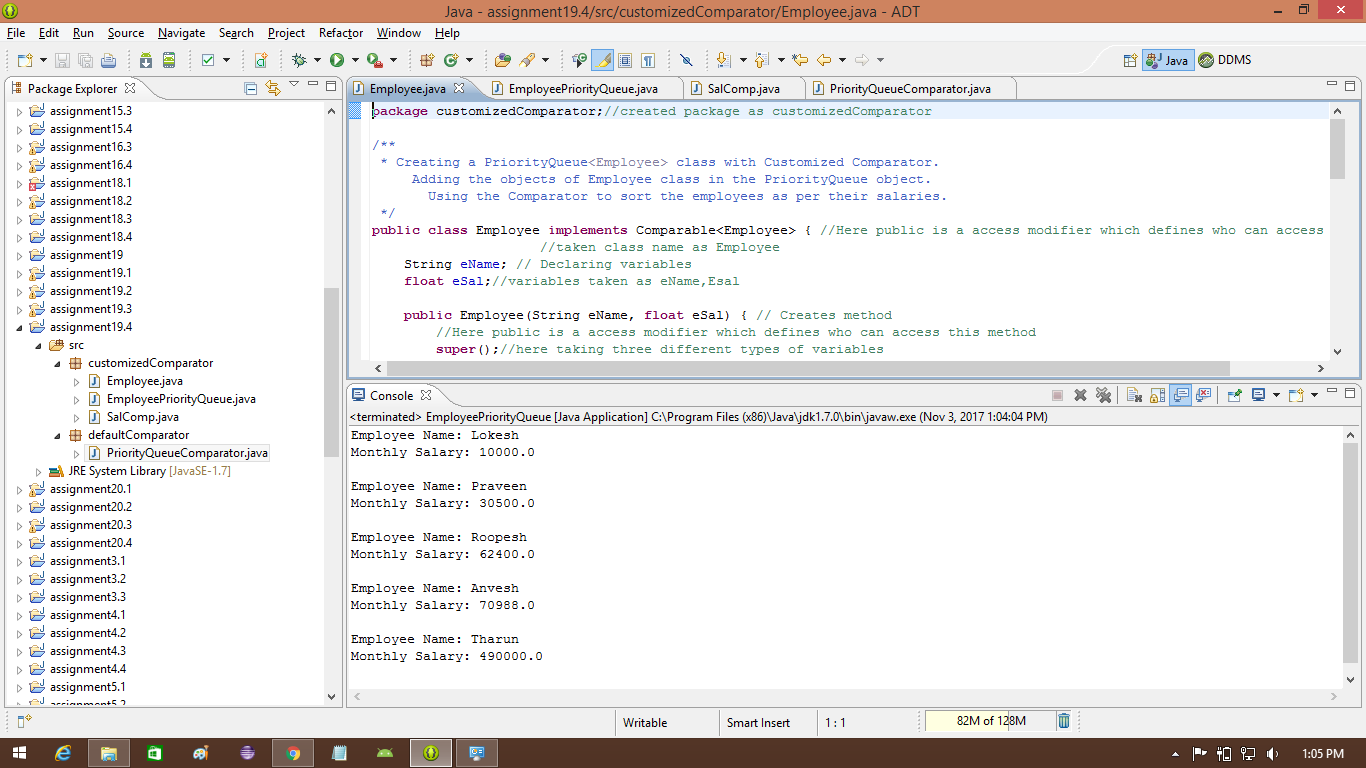 Java - assignment19.4/src/customizedComparator/Employee.java - ADT
File Edit Run Source Navigate Search Project Refactor Window Help
Java DDMS
Package Explorer
assignment15.3
assignment15.4
assignment16.3
assignment16.4
assignment18.1
assignment18.2
assignment18.3
assignment18.4
assignment19
assignment19.1
assignment19.2
assignment19.3
assignment19.4
src
customizedComparator
Employee.java
EmployeePriorityQueue.java
SalComp.java
defaultComparator
PriorityQueueComparator.java
JRE System Library [JavaSE-1.7]
assignment20.1
assignment20.2
assignment20.3
assignment20.4
assignment3.1
assignment3.2
assignment3.3
assignment4.1
assignment4.2
assignment4.3
assignment4.4
assignment5.1
assignment5.2
Employee.java EmployeePriorityQueue.java SalComp.java PriorityQueueComparator.java
package customizedComparator;//created package as customizedComparator
/**
* Creating a PriorityQueue<Employee> class with Customized Comparator.
Adding the objects of Employee class in the PriorityQueue object.
Using the Comparator to sort the employees as per their salaries.
*/
public class Employee implements Comparable<Employee> { //Here public is a access modifier which defines who can access
//taken class name as Employee
String eName; // Declaring variables
float eSal;//variables taken as eName,Esal
public Employee(String eName, float eSal) { // Creates method
//Here public is a access modifier which defines who can access this method
super();//here taking three different types of variables
Console
<terminated> EmployeePriorityQueue [Java Application] C:\Program Files (x86)\Java\jdk1.7.0\bin\javaw.exe (Nov 3, 2017 1:04:04 PM)
Employee Name: Lokesh
Monthly Salary: 10000.0
Employee Name: Praveen
Monthly Salary: 30500.0
Employee Name: Roopesh
Monthly Salary: 62400.0
Employee Name: Anvesh
Monthly Salary: 70988.0
Employee Name: Tharun
Monthly Salary: 490000.0
Writable Smart Insert 1 : 1 82M of 128M
1:05 PM